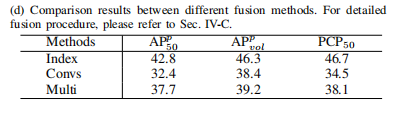 (d) Comparison results between different fusion methods. For detailed
fusion procedure, please refer to Sec. IV-C.
Methods AP^p_50 AP^p_vol PCP_50
Index 42.8 46.3 46.7
Convs 32.4 38.4 34.5
Multi 37.7 39.2 38.1